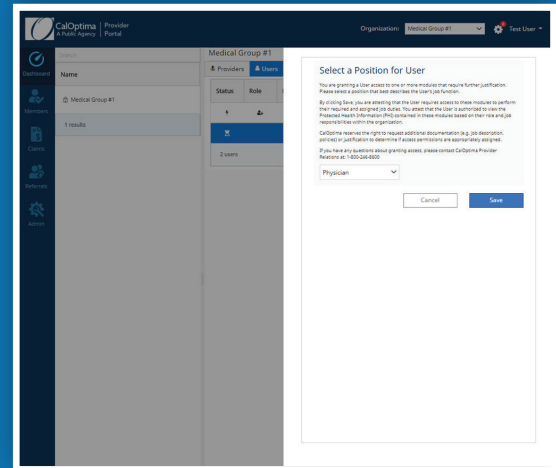 CalOptima
A Public Agency
Provider
Portal
Organization:
Medical Group #1
Test User
Dashboard
Members
Claims
Referrals
Admin
Search
Name
Medical Group #1
1 results
Medical Group #1
Providers
Users
Status
Role
2 users
Select a Position for User
You are granting a User access to one or more modules that require further justification.
Please select a position that best describes the User's job function.
By clicking Save, you are attesting that the User requires access to these modules to perform
their required and assigned job duties. You attest that the User is authorized to view the
Protected Health Information (PHI) contained in these modules based on their role and job
responsibilities within the organization.
CalOptima reserves the right to request additional documentation (e.g. job description,
policies) or justification to determine if access permissions are appropriately assigned.
If you have any questions about granting access, please contact CalOptima Provider
Relations at: 1-800-246-8600
Physician
Cancel
Save